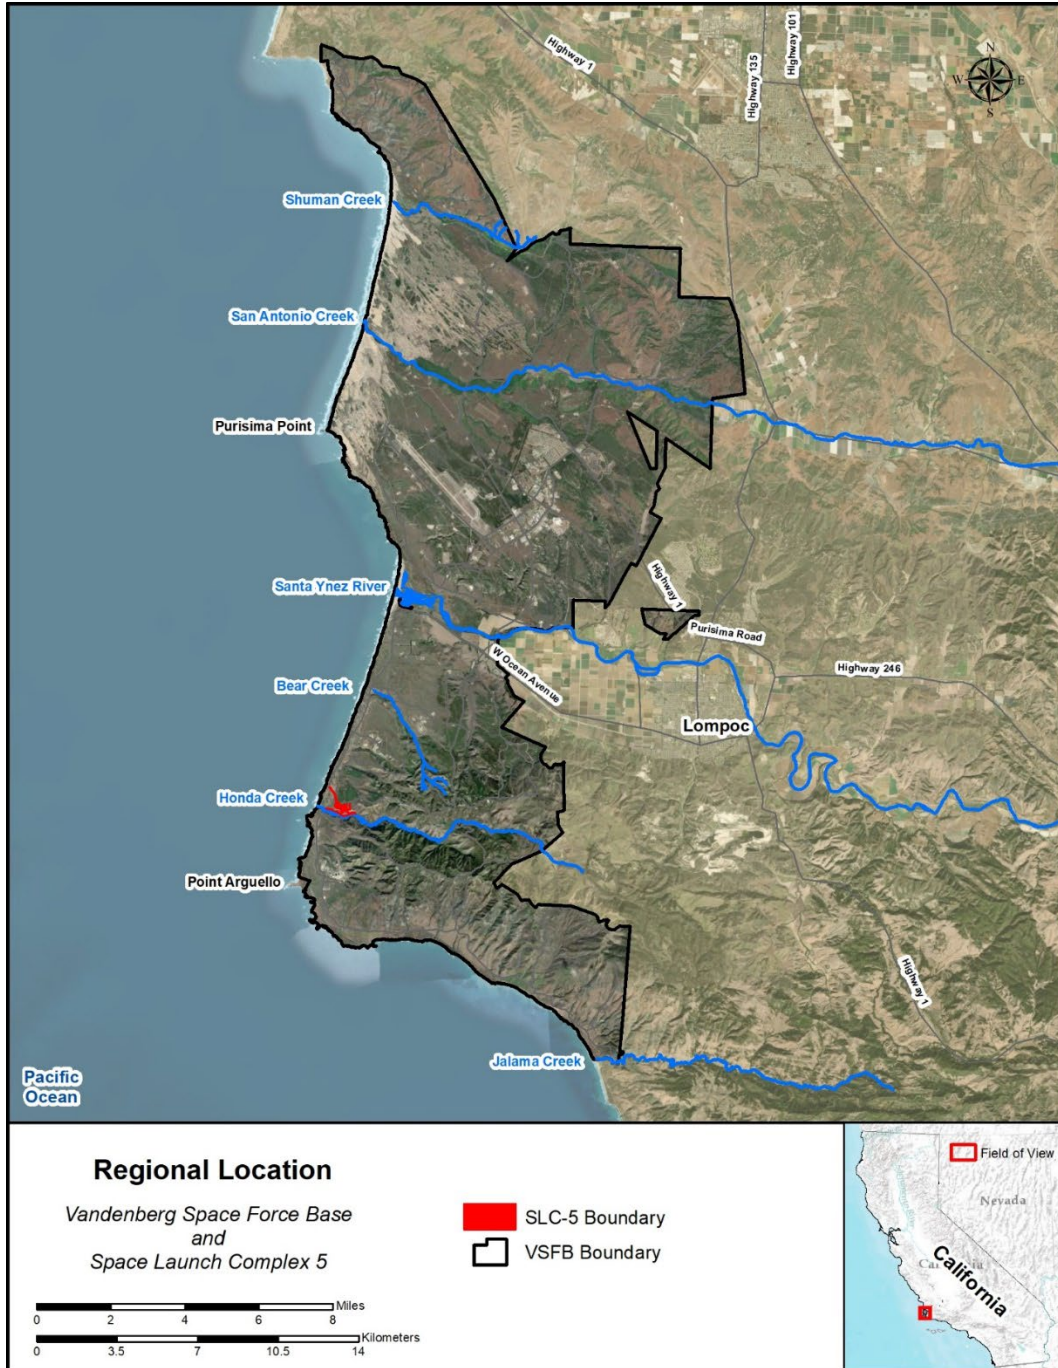 Highway 1
Highway 135
Highway 101
N
W
E
S
Shuman Creek
San Antonio Creek
Purisima Point
Santa Ynez River
Highway 1
Purisima Road
W Ocean Avenue
Highway 246
Bear Creek
Lompoc
Honda Creek
Point Arguello
Highway 1
Jalama Creek
Pacific
Ocean
Regional Location
Vandenberg Space Force Base
and
Space Launch Complex 5
SLC-5 Boundary
VSFB Boundary
Miles
0 2 4 6 8
Kilometers
0 3.5 7 10.5 14
Field of View
Nevada
California